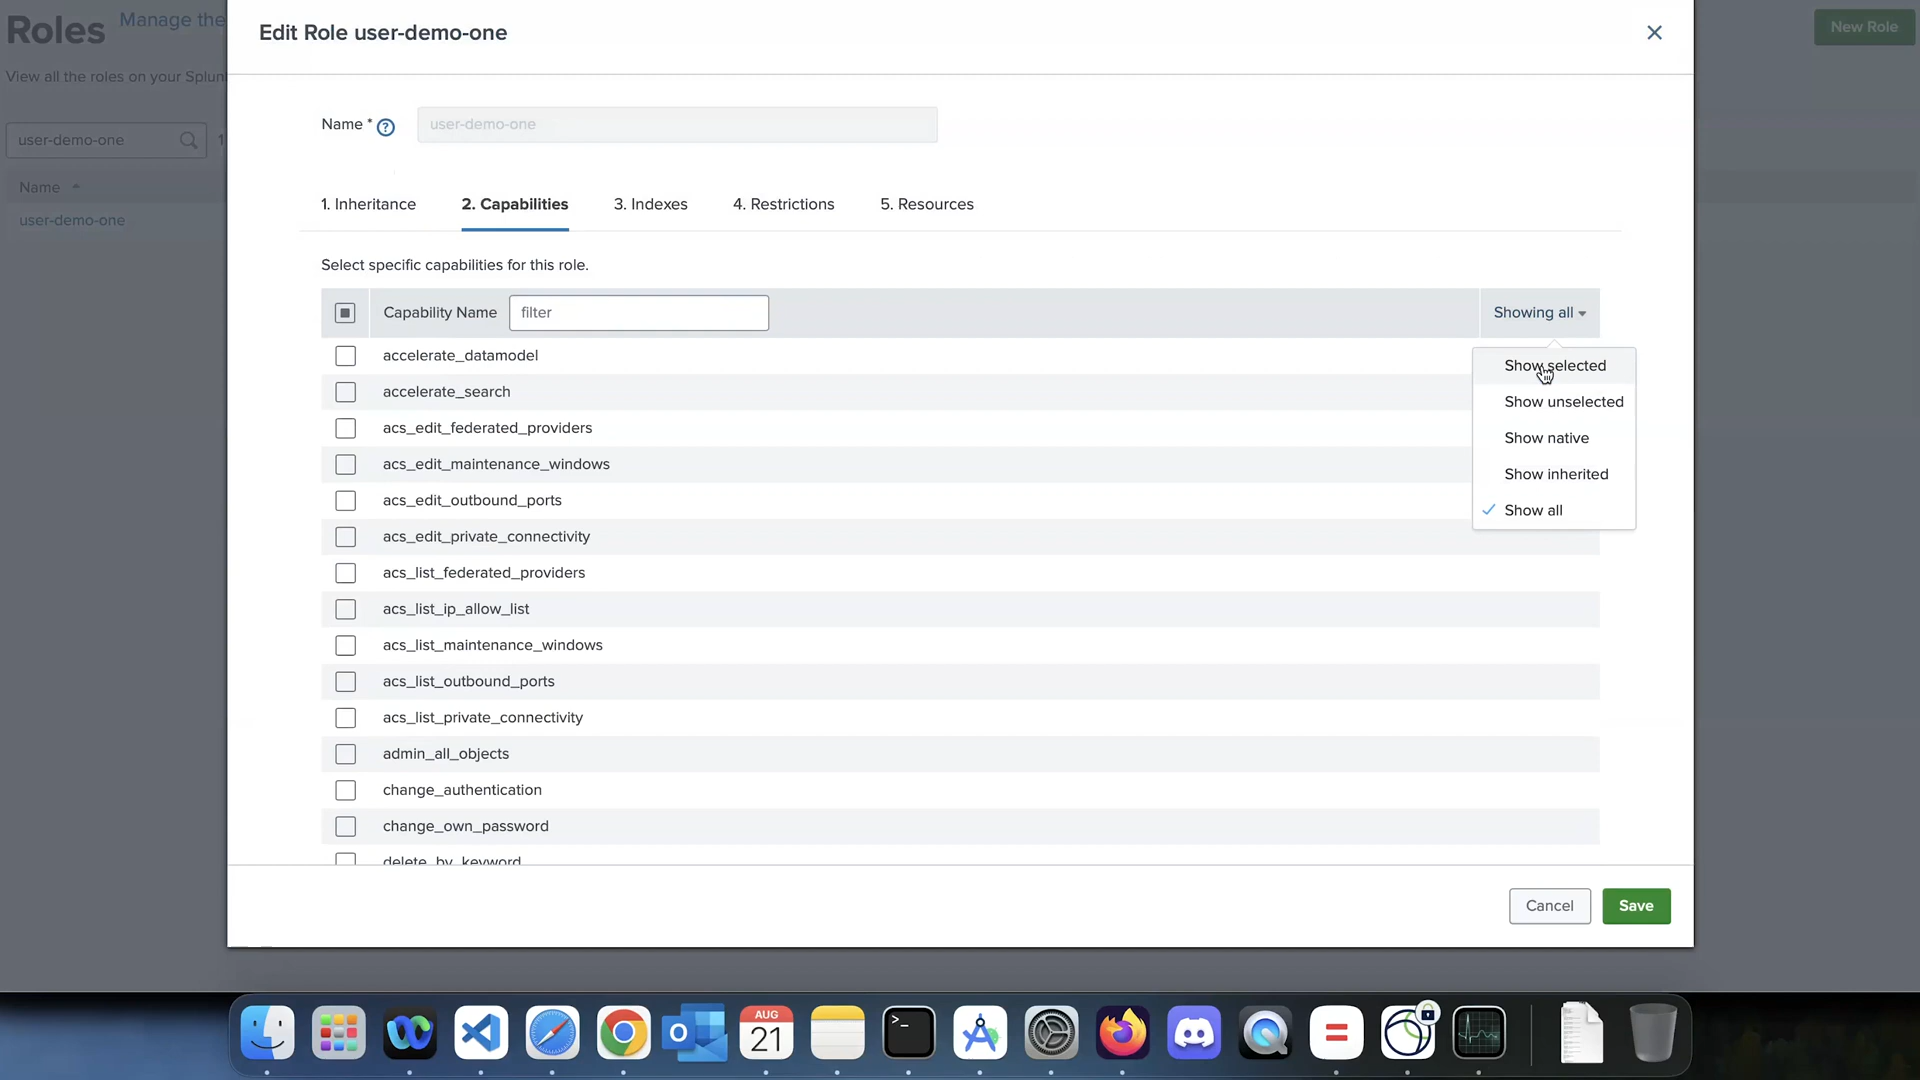 Roles
Manage the
New Role
View all the roles on your Splun
user-demo-one
1
Name
user-demo-one
Edit Role user-demo-one
Name *
?
user-demo-one
1. Inheritance
2. Capabilities
3. Indexes
4. Restrictions
5. Resources
Select specific capabilities for this role.
Capability Name
filter
Showing all
Show selected
Show unselected
Show native
Show inherited
Show all
accelerate_datamodel
accelerate_search
acs_edit_federated_providers
acs_edit_maintenance_windows
acs_edit_outbound_ports
acs_edit_private_connectivity
acs_list_federated_providers
acs_list_ip_allow_list
acs_list_maintenance_windows
acs_list_outbound_ports
acs_list_private_connectivity
admin_all_objects
change_authentication
change_own_password
delete_by_keyword
Cancel
Save
AUG
21